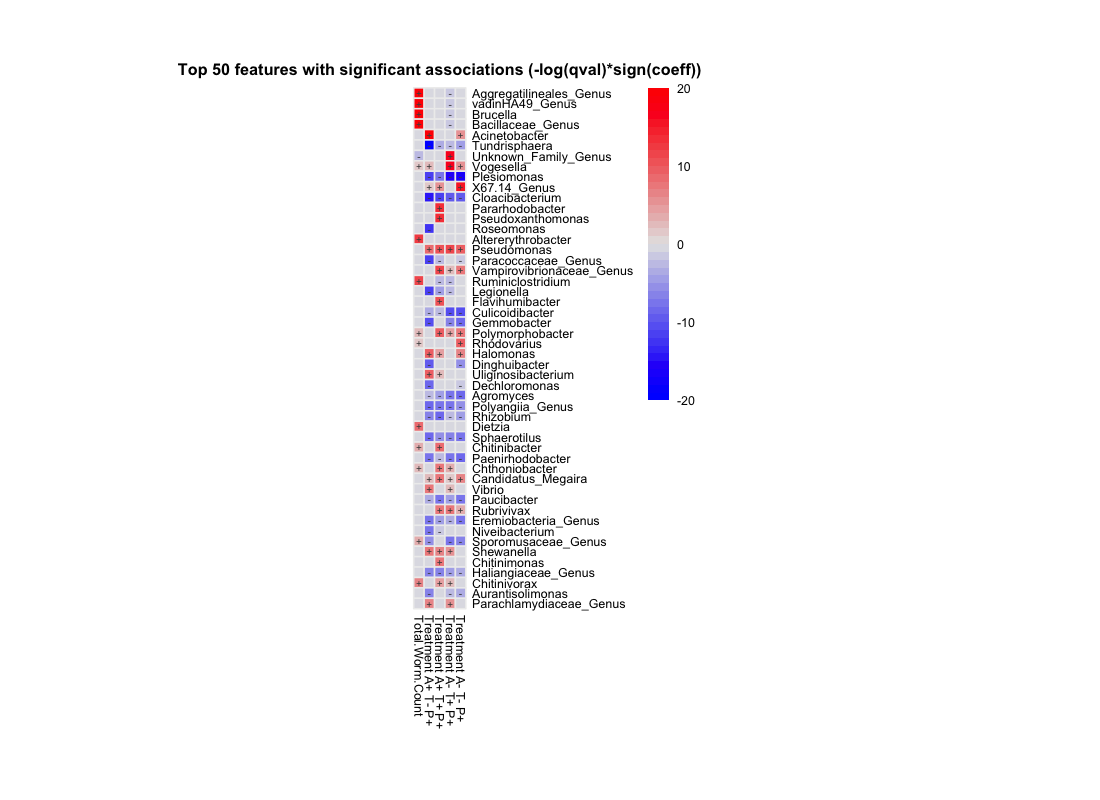 Top 50 features with significant associations (-log(qval)*sign(coeff))
Aggregatilineales_Genus
vadinHA49_Genus
Brucella
Bacillaceae_Genus
Acinetobacter
Tundrisphaera
Unknown_Family_Genus
Vogesella
Plesiomonas
X67.14_Genus
Cloacibacterium
Pararhodobacter
Pseudoxanthomonas
Roseomonas
Altererythrobacter
Pseudomonas
Paracoccaceae_Genus
Vampirovibrionaceae_Genus
Ruminiclostridium
Legionella
Flavihumibacter
Culicoidibacter
Gemmobacter
Polymorphobacter
Rhodovarius
Halomonas
Dinghuibacter
Uliginosibacterium
Dechloromonas
Agromyces
Polyangiia_Genus
Rhizobium
Dietzia
Sphaerotilus
Chitinibacter
Paenirhodobacter
Chthoniobacter
Candidatus_Megaira
Vibrio
Paucibacter
Rubrivivax
Eremiobacteria_Genus
Niveibacterium
Sporomusaceae_Genus
Shewanella
Chitinimonas
Haliangiaceae_Genus
Chitinivorax
Aurantisolimonas
Parachlamydiaceae_Genus
20
10
0
-10
-20
Total.Worm.Count
Treatment A+ T- P+
Treatment A+ T+ P+
Treatment A- T+ P+
Treatment A- T- P+